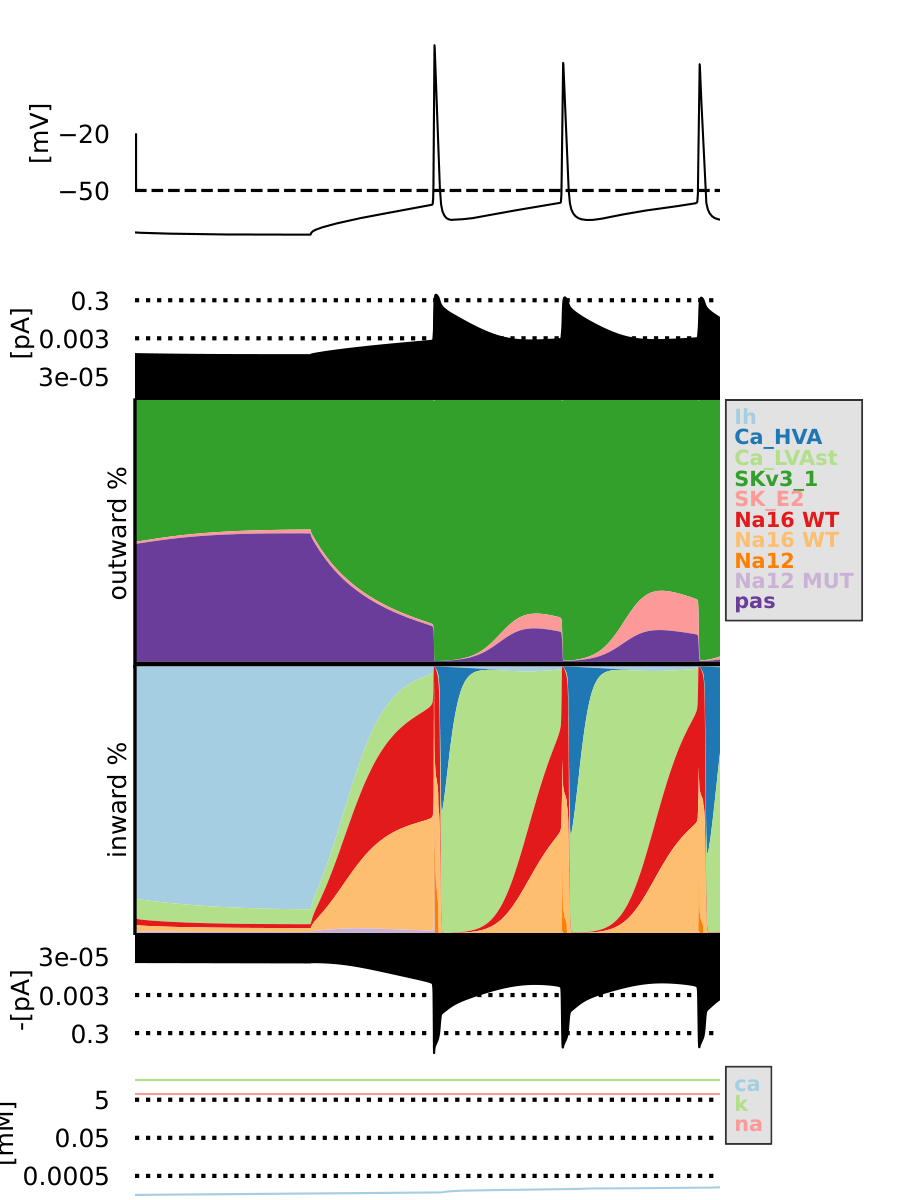 [mV]
−20
−50
[pA]
0.3
0.003
3e-05
outward %
Ih
Ca_HVA
Ca_LVAst
SKv3_1
SK_E2
Na16 WT
Na16 WT
Na12
Na12 MUT
pas
inward %
-[pA]
3e-05
0.003
0.3
[mM]
5
0.05
0.0005
ca
k
na